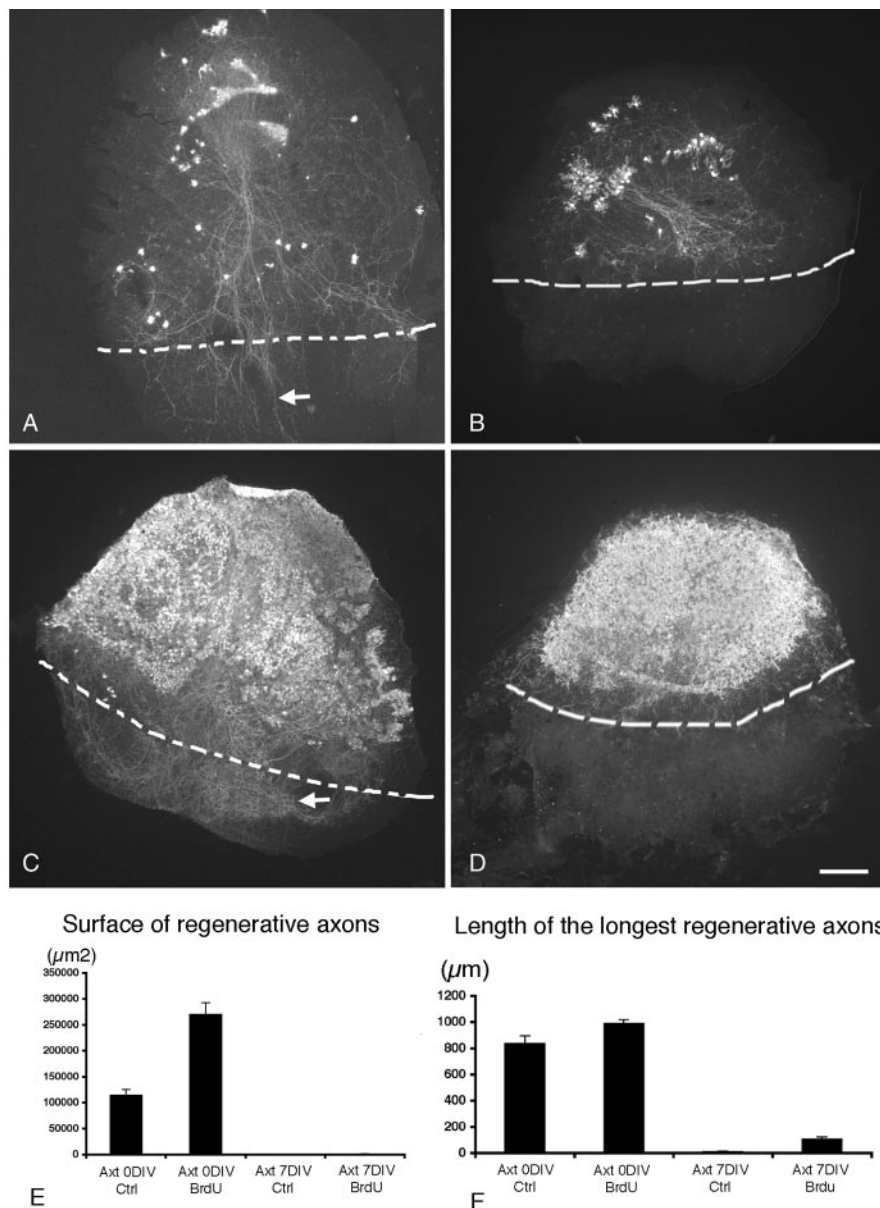 A
B
C
D
Surface of regenerative axons
(µm2)
350000
300000
250000
200000
150000
100000
50000
0
Axt 0DIV
Ctrl
Axt 0DIV
BrdU
Axt 7DIV
Ctrl
Axt 7DIV
BrdU
E
Length of the longest regenerative axons
(µm)
1200
1000
800
600
400
200
0
Axt 0DIV
Ctrl
Axt 0DIV
BrdU
Axt 7DIV
Ctrl
Axt 7DIV
Brdu
F